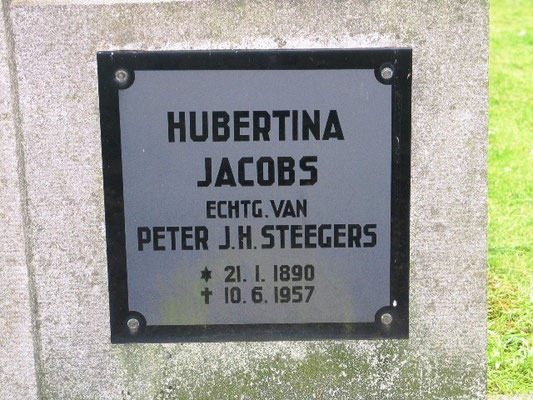 HUBERTINA
JACOBS
ECHTG. VAN
PETER J.H. STEEGERS
* 21. 1. 1890
† 10. 6. 1957